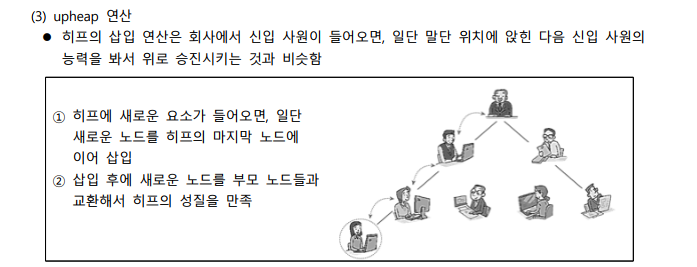 (3) upheap 연산
● 히프의 삽입 연산은 회사에서 신입 사원이 들어오면, 일단 말단 위치에 앉힌 다음 신입 사원의
능력을 봐서 위로 승진시키는 것과 비슷함
① 히프에 새로운 요소가 들어오면, 일단
새로운 노드를 히프의 마지막 노드에
이어 삽입
② 삽입 후에 새로운 노드를 부모 노드들과
교환해서 히프의 성질을 만족